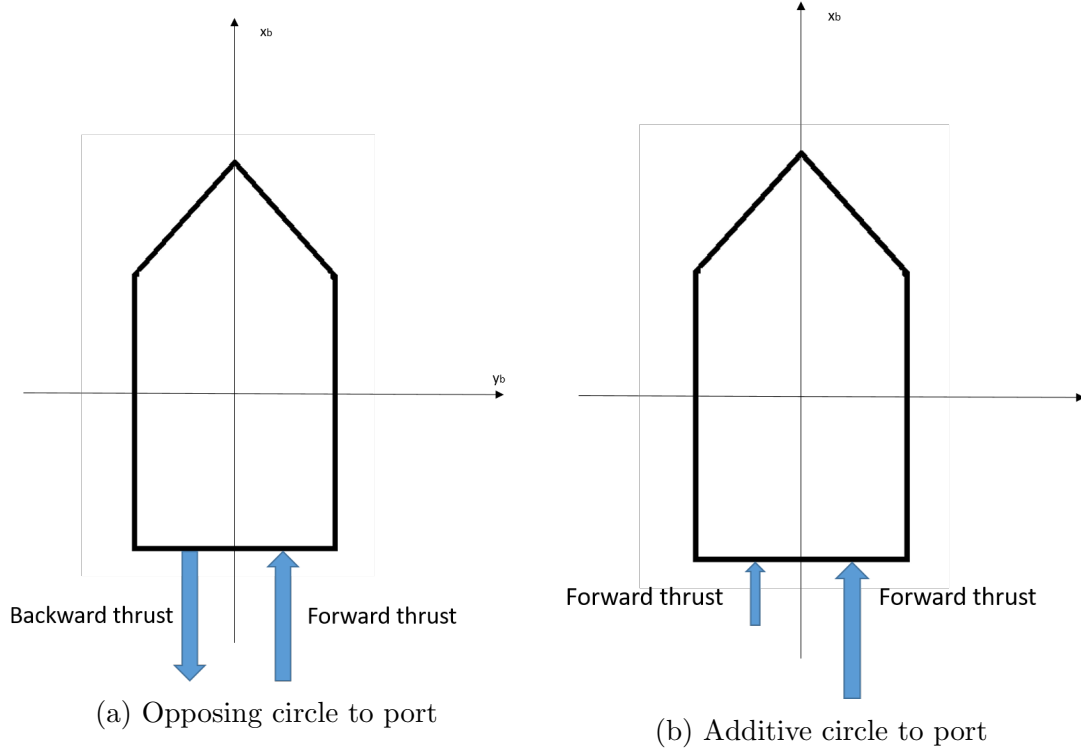 xb
yb
Backward thrust
Forward thrust
(a) Opposing circle to port
xb
Forward thrust
Forward thrust
(b) Additive circle to port